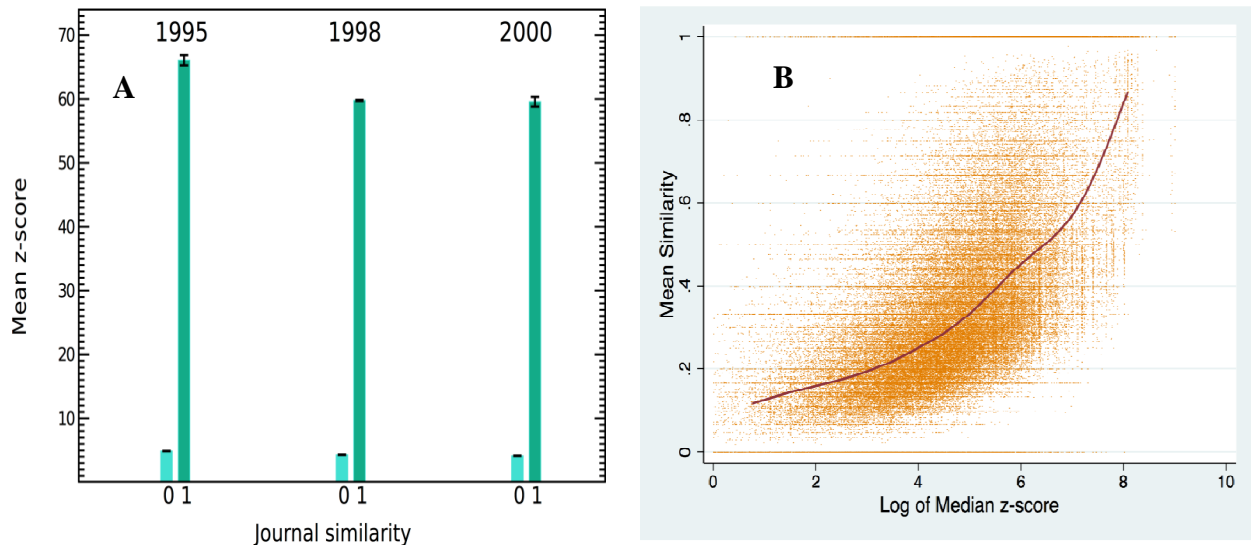 A
1995 1998 2000
70
60
50
40
30
20
10
Mean z-score
0 1 0 1 0 1
Journal similarity
B
1
.8
.6
.4
.2
0
Mean Similarity
0 2 4 6 8 10
Log of Median z-score